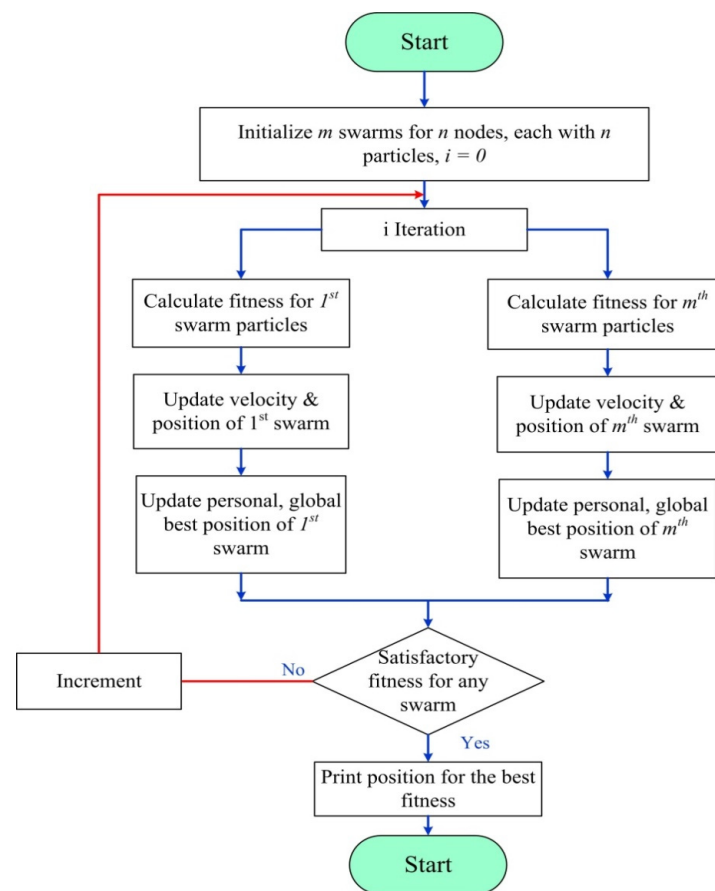 Start
Initialize m swarms for n nodes, each with n
particles, i = 0
i Iteration
Calculate fitness for 1st
swarm particles
Calculate fitness for mth
swarm particles
Update velocity &
position of 1st swarm
Update velocity &
position of mth swarm
Update personal, global
best position of 1st
swarm
Update personal, global
best position of mth
swarm
Satisfactory
fitness for any
swarm
No
Increment
Yes
Print position for the best
fitness
Start